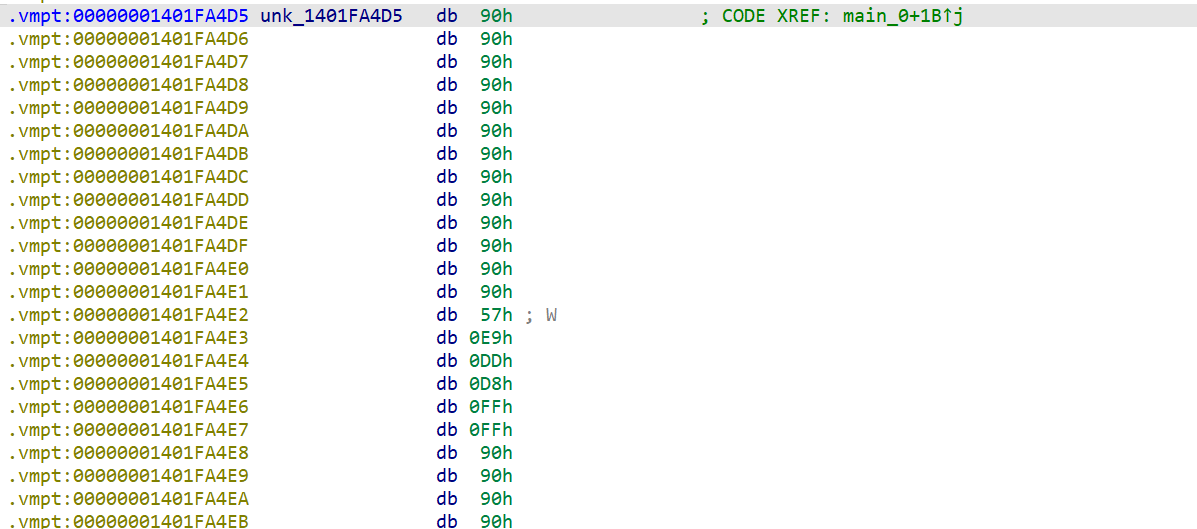 .vmpt:00000001401FA4D5 unk_1401FA4D5   db  90h                 ; CODE XREF: main_0+1B↑j
.vmpt:00000001401FA4D6                 db  90h
.vmpt:00000001401FA4D7                 db  90h
.vmpt:00000001401FA4D8                 db  90h
.vmpt:00000001401FA4D9                 db  90h
.vmpt:00000001401FA4DA                 db  90h
.vmpt:00000001401FA4DB                 db  90h
.vmpt:00000001401FA4DC                 db  90h
.vmpt:00000001401FA4DD                 db  90h
.vmpt:00000001401FA4DE                 db  90h
.vmpt:00000001401FA4DF                 db  90h
.vmpt:00000001401FA4E0                 db  90h
.vmpt:00000001401FA4E1                 db  90h
.vmpt:00000001401FA4E2                 db  57h ; W
.vmpt:00000001401FA4E3                 db 0E9h
.vmpt:00000001401FA4E4                 db 0DDh
.vmpt:00000001401FA4E5                 db 0D8h
.vmpt:00000001401FA4E6                 db 0FFh
.vmpt:00000001401FA4E7                 db 0FFh
.vmpt:00000001401FA4E8                 db  90h
.vmpt:00000001401FA4E9                 db  90h
.vmpt:00000001401FA4EA                 db  90h
.vmpt:00000001401FA4EB                 db  90h